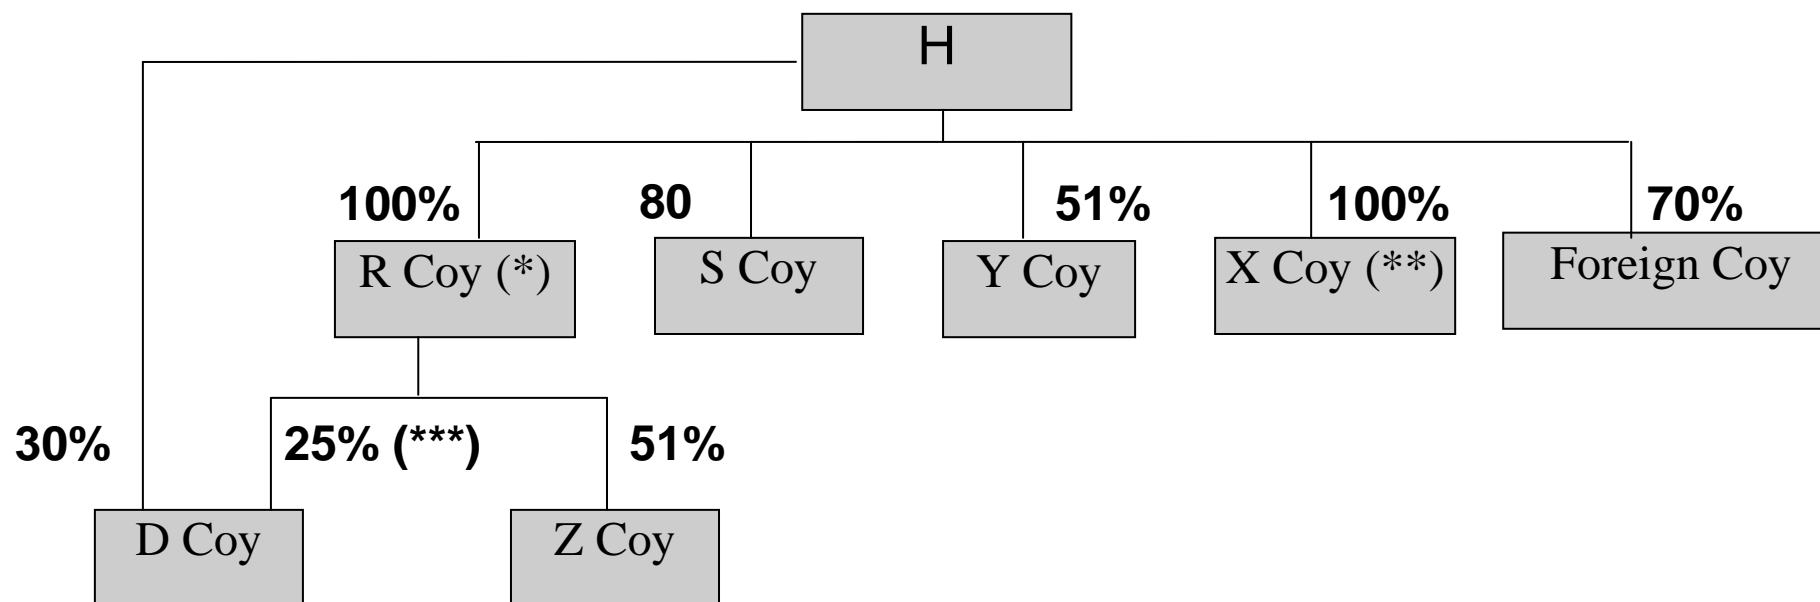 H
100%
80
51%
100%
70%
R Coy (*)
S Coy
Y Coy
X Coy (**)
Foreign Coy
30%
25% (***)
51%
D Coy
Z Coy